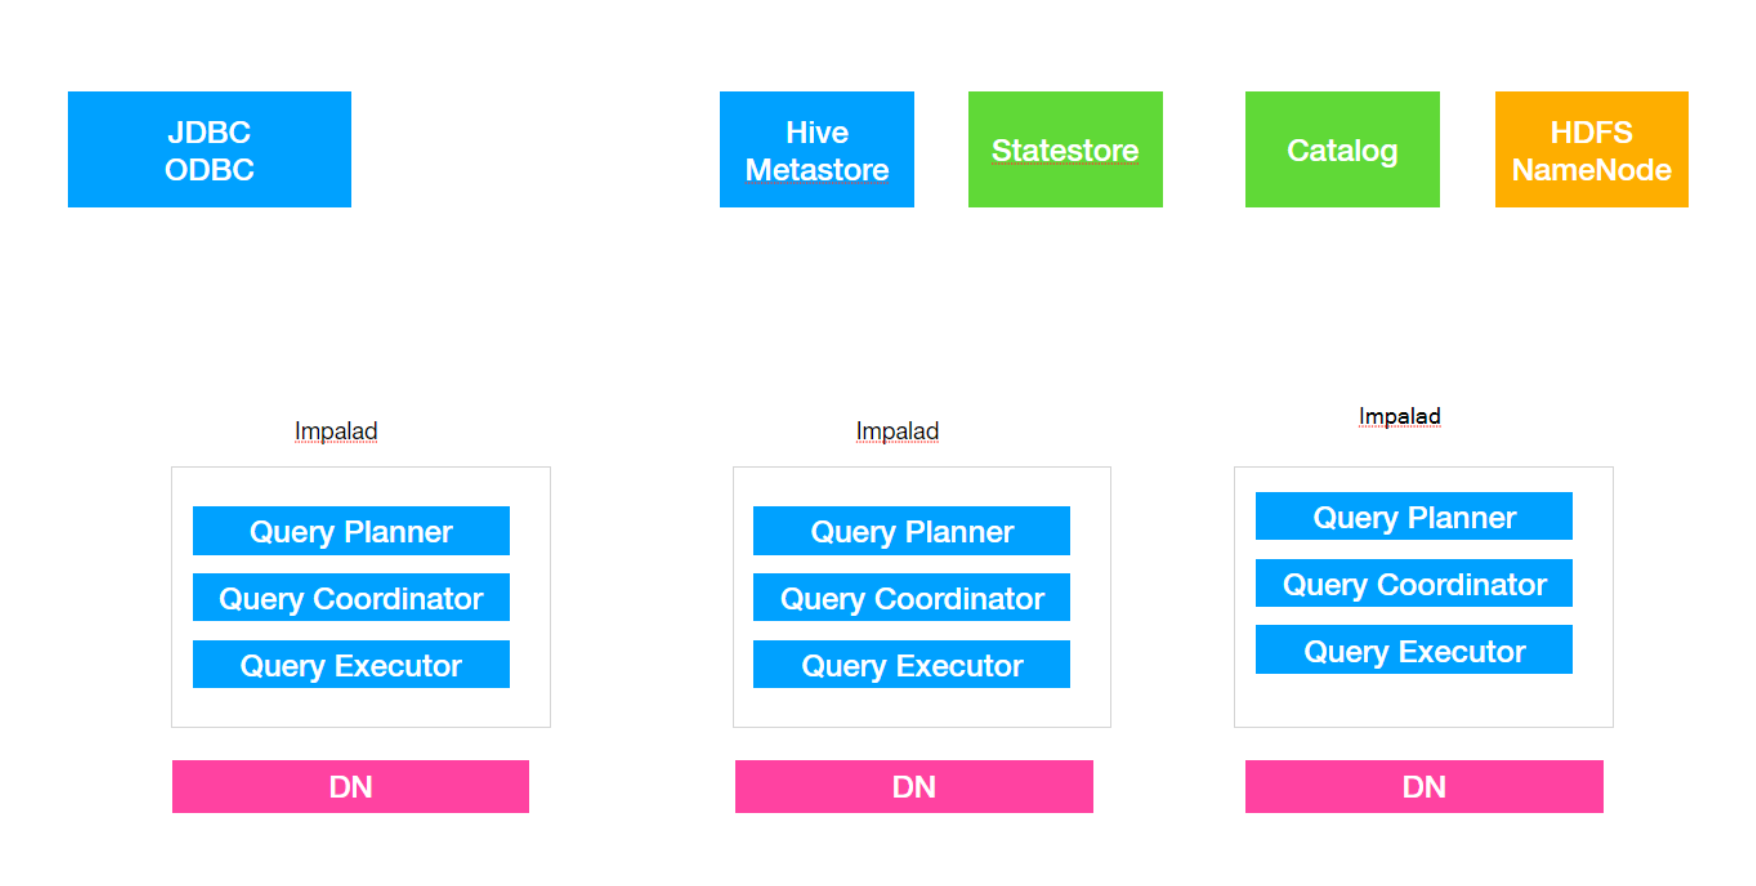 JDBC
ODBC
Hive
Metastore
Statestore
Catalog
HDFS
NameNode
Impalad
Query Planner
Query Coordinator
Query Executor
DN
Impalad
Query Planner
Query Coordinator
Query Executor
DN
Impalad
Query Planner
Query Coordinator
Query Executor
DN